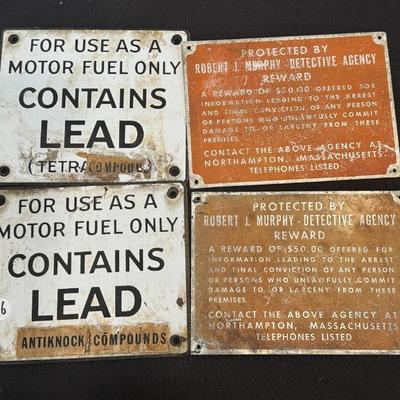 FOR USE AS A
MOTOR FUEL ONLY
CONTAINS
LEAD
(TETRA COMPOUND
PROTECTED BY
ROBERT J. MURPHY - DETECTIVE AGENCY
REWARD
A REWARD OF $50.00 OFFERED FOR
INFORMATION LEADING TO THE ARREST
AND FINAL CONVICTION OF ANY PERSON
OR PERSONS WHO UNLAWFULLY COMMIT
DAMAGE TO OR LARCENY FROM THESE
PREMISES.
CONTACT THE ABOVE AGENCY AT
NORTHAMPTON, MASSACHUSETTS.
TELEPHONES LISTED
FOR USE AS A
MOTOR FUEL ONLY
CONTAINS
LEAD
ANTIKNOCK COMPOUNDS
6
PROTECTED BY
ROBERT J. MURPHY - DETECTIVE AGENCY
REWARD
A REWARD OF $50.00 OFFERED FOR
INFORMATION LEADING TO THE ARREST
AND FINAL CONVICTION OF ANY PERSON
OR PERSONS WHO UNLAWFULLY COMMIT
DAMAGE TO OR LARCENY FROM THESE
PREMISES.
CONTACT THE ABOVE AGENCY AT
NORTHAMPTON, MASSACHUSETTS
TELEPHONES LISTED